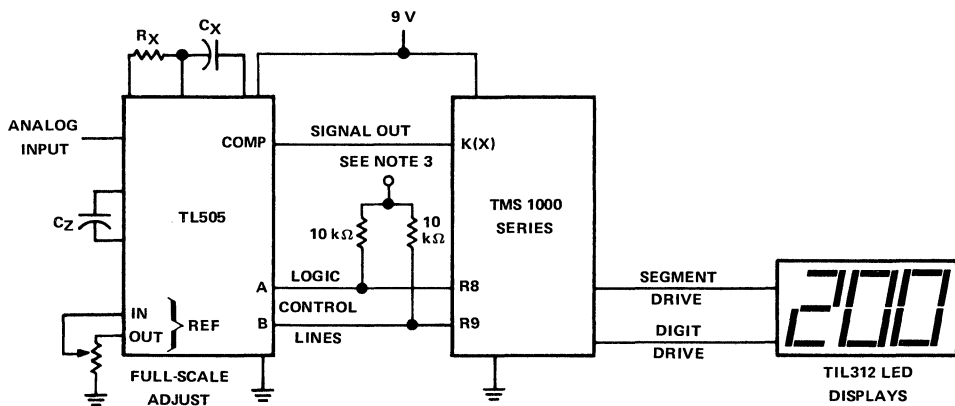 9 V
RX
CX
ANALOG
INPUT
COMP
SIGNAL OUT
K(X)
SEE NOTE 3
CZ
TL505
TMS 1000
SERIES
10 kΩ
10
kΩ
A
LOGIC
R8
CONTROL
B
LINES
R9
IN
OUT
REF
FULL-SCALE
ADJUST
SEGMENT
DRIVE
DIGIT
DRIVE
200
TIL312 LED
DISPLAYS